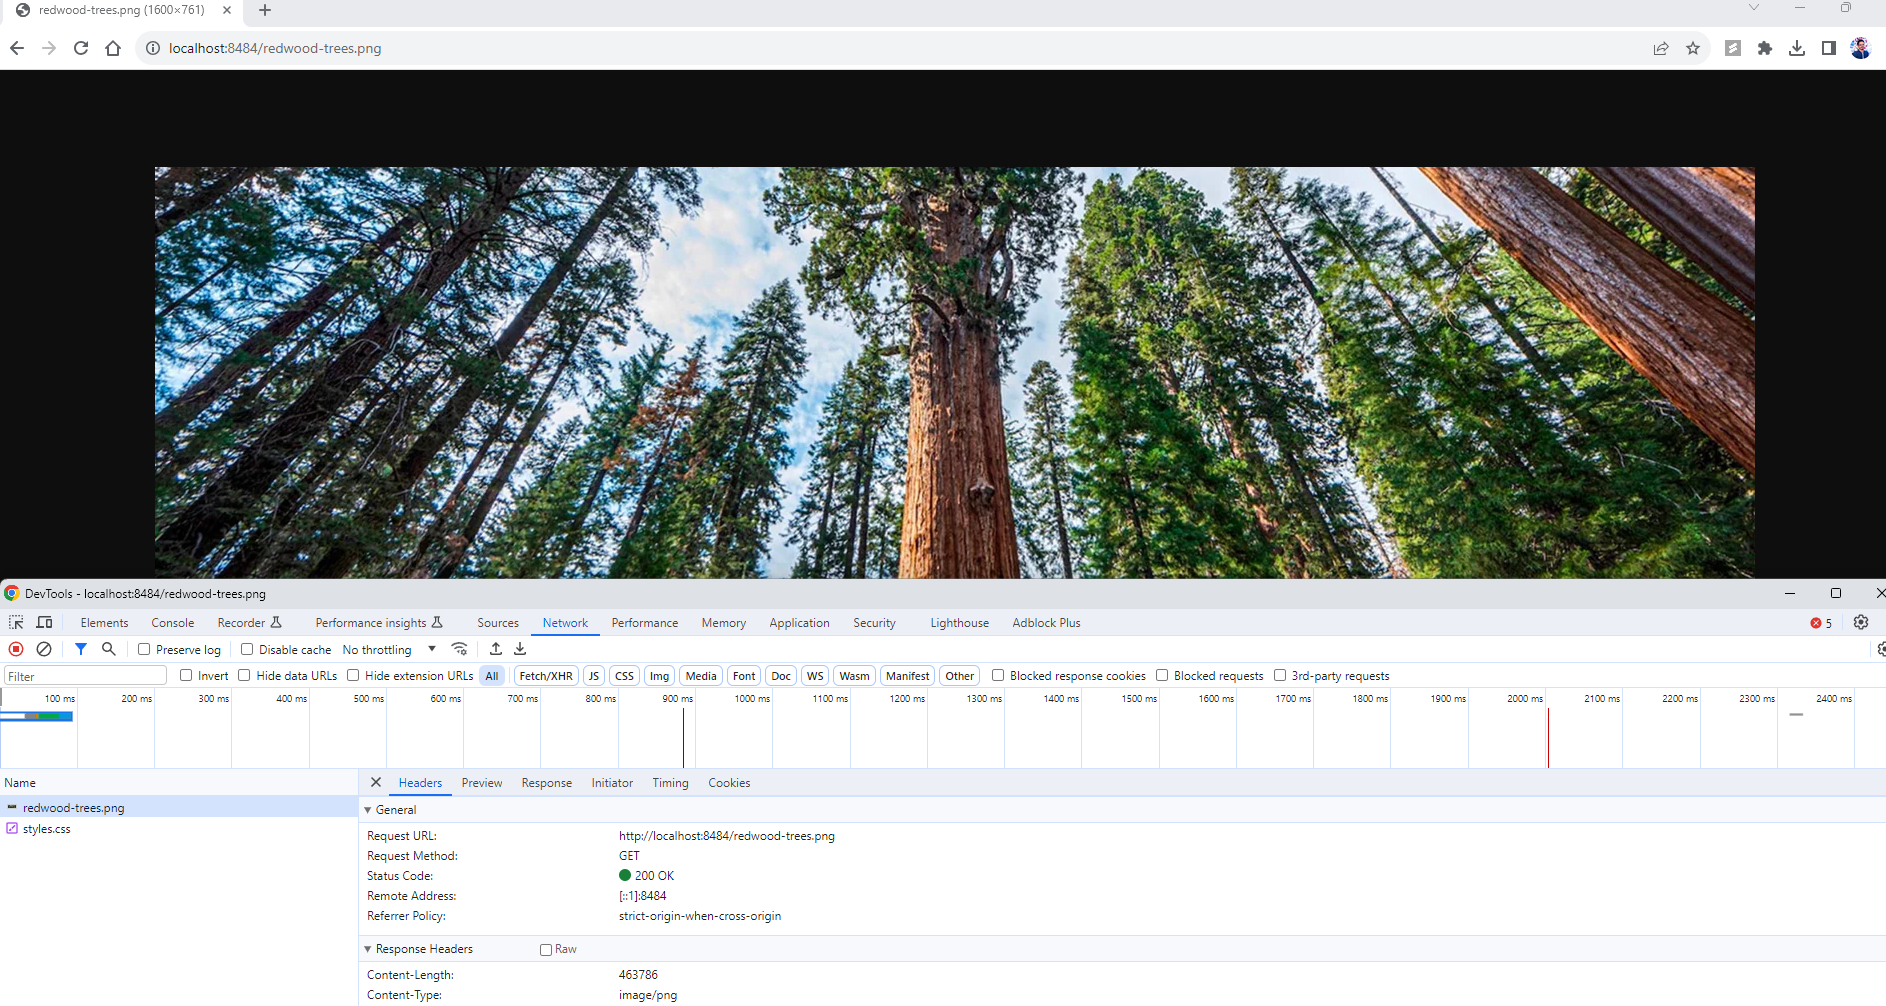 redwood-trees.png (1600×761)
localhost:8484/redwood-trees.png
DevTools - localhost:8484/redwood-trees.png
Elements Console Recorder Performance insights Sources Network Performance Memory Application Security Lighthouse Adblock Plus 5
Preserve log Disable cache No throttling
Filter Invert Hide data URLs Hide extension URLs All Fetch/XHR JS CSS Img Media Font Doc WS Wasm Manifest Other Blocked response cookies Blocked requests 3rd-party requests
100 ms 200 ms 300 ms 400 ms 500 ms 600 ms 700 ms 800 ms 900 ms 1000 ms 1100 ms 1200 ms 1300 ms 1400 ms 1500 ms 1600 ms 1700 ms 1800 ms 1900 ms 2000 ms 2100 ms 2200 ms 2300 ms 2400 ms
Name Headers Preview Response Initiator Timing Cookies
redwood-trees.png
styles.css
General
Request URL: http://localhost:8484/redwood-trees.png
Request Method: GET
Status Code: 200 OK
Remote Address: [::1]:8484
Referrer Policy: strict-origin-when-cross-origin
Response Headers Raw
Content-Length: 463786
Content-Type: image/png